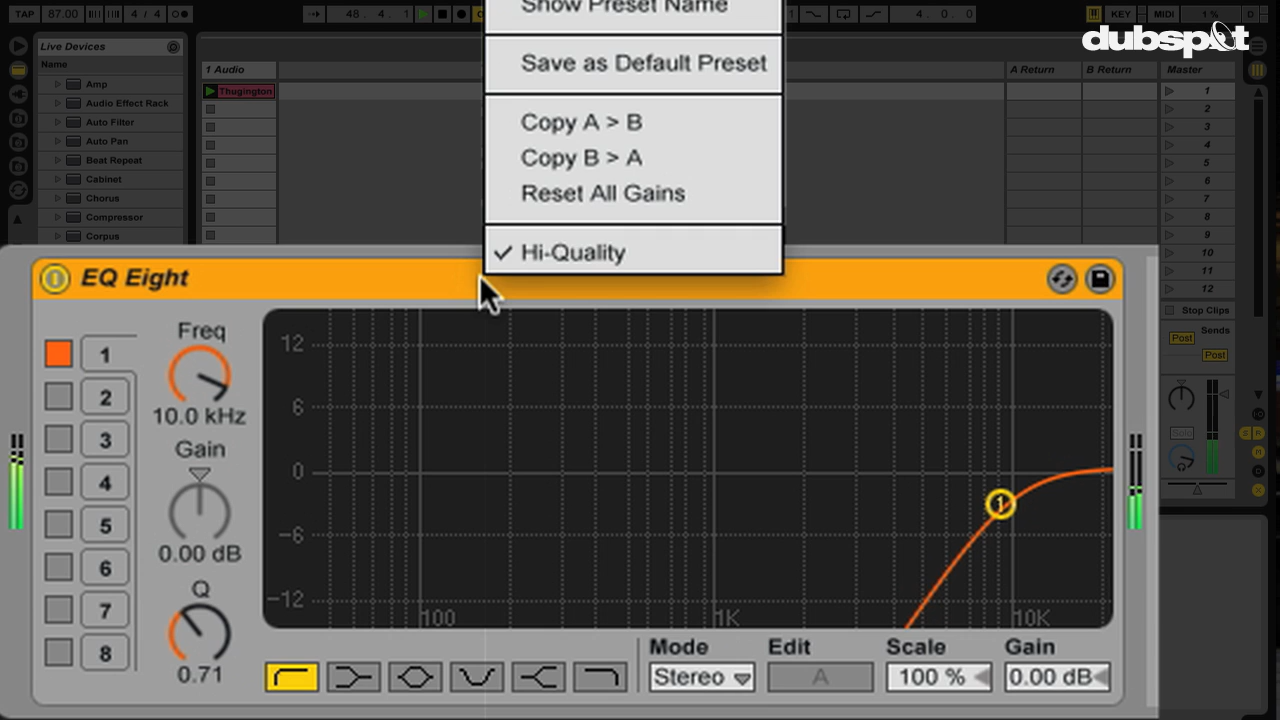 TAP 87.00 4 / 4 48. 4. 1 4. 0. 0 KEY MIDI 1 % D
Show Preset Name
dubspot
Live Devices
Name
Amp
Audio Effect Rack
Auto Filter
Auto Pan
Beat Repeat
Cabinet
Chorus
Compressor
Corpus
1 Audio
Thugington
Save as Default Preset
Copy A > B
Copy B > A
Reset All Gains
Hi-Quality
A Return B Return Master
1
2
3
4
5
6
7
8
9
10
11
12
Stop Clips
Sends
Post
Post
Solo
EQ Eight
1
2
3
4
5
6
7
8
Freq
10.0 kHz
Gain
0.00 dB
Q
0.71
12
6
0
-6
-12
1
100 1K 10K
Mode Edit Scale Gain
Stereo A 100 % 0.00 dB